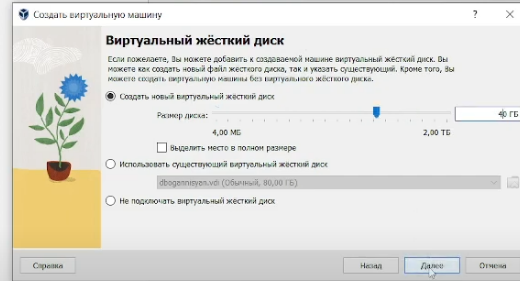 Создать виртуальную машину
Виртуальный жёсткий диск
Если пожелаете, Вы можете добавить к создаваемой машине виртуальный жёсткий диск. Вы
можете как создать новый файл жёсткого диска, так и указать существующий. Кроме того, Вы
можете создать виртуальную машину без виртуального жёсткого диска.
Создать новый виртуальный жёсткий диск
Размер диска: 40 ГБ
4,00 МБ 2,00 ТБ
Выделить место в полном размере
Использовать существующий виртуальный жёсткий диск
(Обычный, 80,00 ГБ)
Не подключать виртуальный жёсткий диск
Справка Назад Далее Отмена